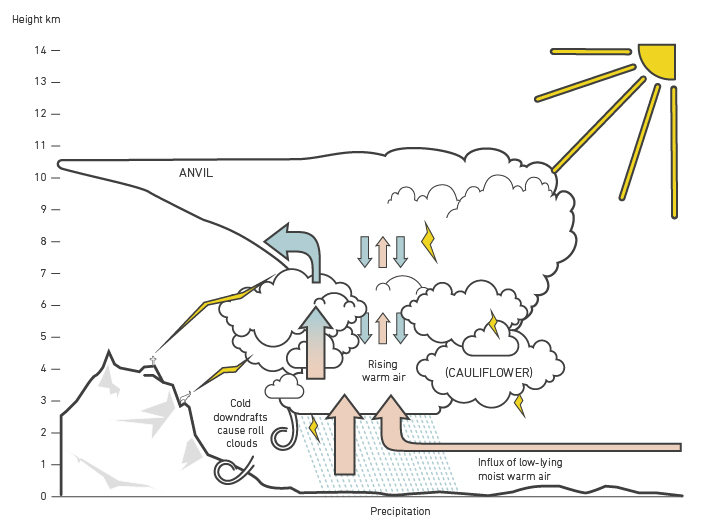 Height km
14
13
12
11
10
9
8
7
6
5
4
3
2
1
0
ANVIL
Rising
warm air
(CAULIFLOWER)
Cold
downdrafts
cause roll
clouds
Influx of low-lying
moist warm air
Precipitation